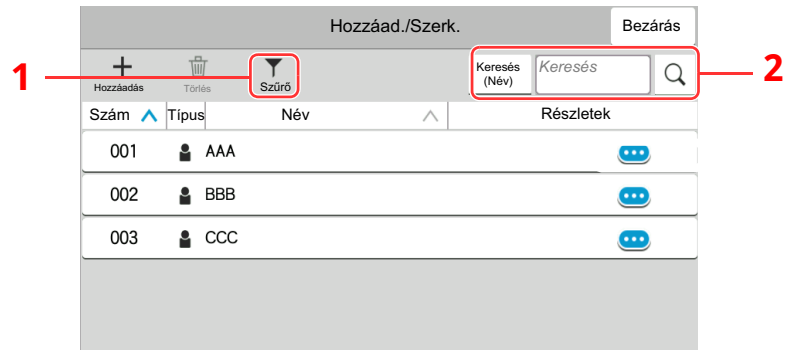 Hozzáad./Szerk.
Bezárás
1
Hozzáadás
Törlés
Szűrő
Keresés
(Név)
Keresés
2
Szám
Típus
Név
Részletek
001
AAA
002
BBB
003
CCC